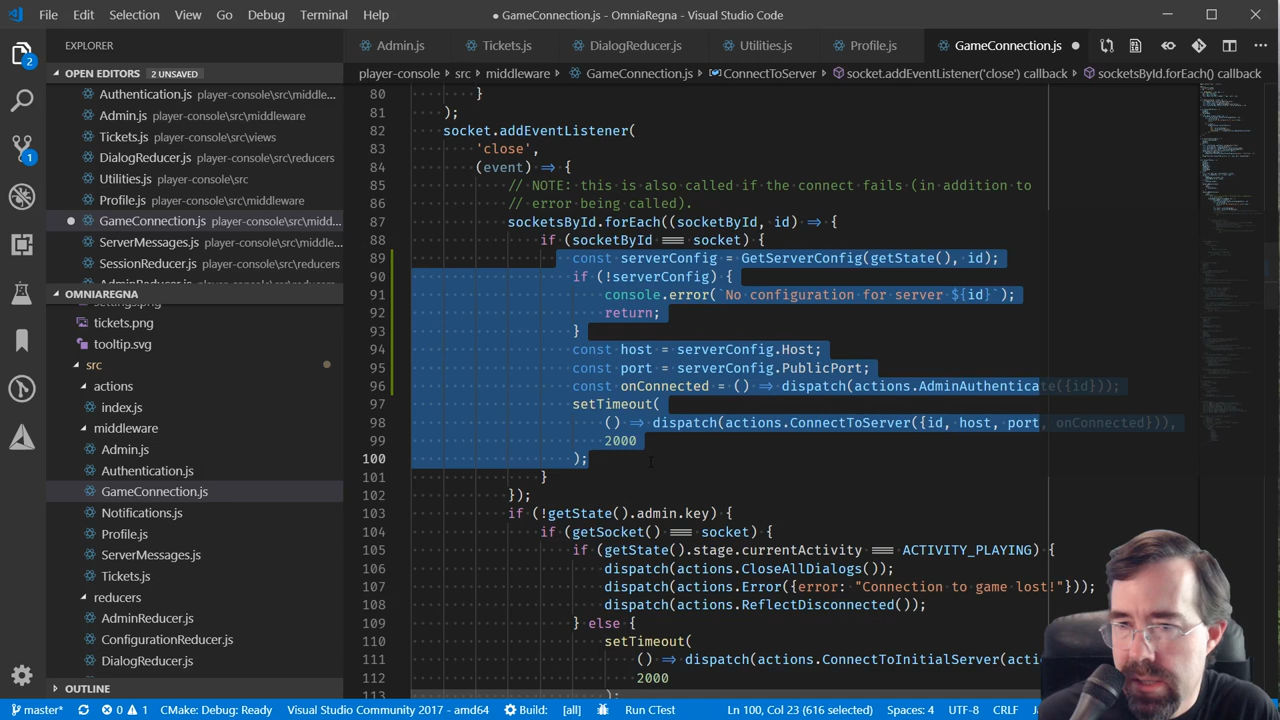 File Edit Selection View Go Debug Terminal Help
● GameConnection.js - OmniaRegna - Visual Studio Code
EXPLORER
Admin.js Tickets.js DialogReducer.js Utilities.js Profile.js GameConnection.js
OPEN EDITORS 2 UNSAVED
player-console > src > middleware > GameConnection.js > ConnectToServer > socket.addEventListener('close') callback > socketsById.forEach() callback
2
Authentication.js player-console\src\middle...
Admin.js player-console\src\middleware
Tickets.js player-console\src\views
DialogReducer.js player-console\src\reducers
1
Utilities.js player-console\src
Profile.js player-console\src\middleware
GameConnection.js player-console\src\midd...
ServerMessages.js player-console\src\middle...
SessionReducer.js player-console\src\reducers
OMNIAREGNA
tickets.png
tooltip.svg
src
actions
index.js
middleware
Admin.js
Authentication.js
GameConnection.js
Notifications.js
Profile.js
ServerMessages.js
Tickets.js
reducers
AdminReducer.js
ConfigurationReducer.js
DialogReducer.js
OUTLINE
80 }
81 );
82 socket.addEventListener(
83 'close',
84 (event) => {
85 // NOTE: this is also called if the connect fails (in addition to
86 // error being called).
87 socketsById.forEach((socketById, id) => {
88 if (socketById === socket) {
89 const serverConfig = GetServerConfig(getState(), id);
90 if (!serverConfig) {
91 console.error(`No configuration for server ${id}`);
92 return;
93 }
94 const host = serverConfig.Host;
95 const port = serverConfig.PublicPort;
96 const onConnected = () => dispatch(actions.AdminAuthenticate({id}));
97 setTimeout(
98 () => dispatch(actions.ConnectToServer({id, host, port, onConnected})),
99 2000
100 );
101 }
102 });
103 if (!getState().admin.key) {
104 if (getSocket() === socket) {
105 if (getState().stage.currentActivity === ACTIVITY_PLAYING) {
106 dispatch(actions.CloseAllDialogs());
107 dispatch(actions.Error({error: "Connection to game lost!"}));
108 dispatch(actions.ReflectDisconnected());
109 } else {
110 setTimeout(
111 () => dispatch(actions.ConnectToInitialServer(acti
112 2000
113 );
master* 0 1 CMake: Debug: Ready Visual Studio Community 2017 - amd64 Build: [all] Run CTest Ln 100, Col 23 (616 selected) Spaces: 4 UTF-8 CRLF JavaScript